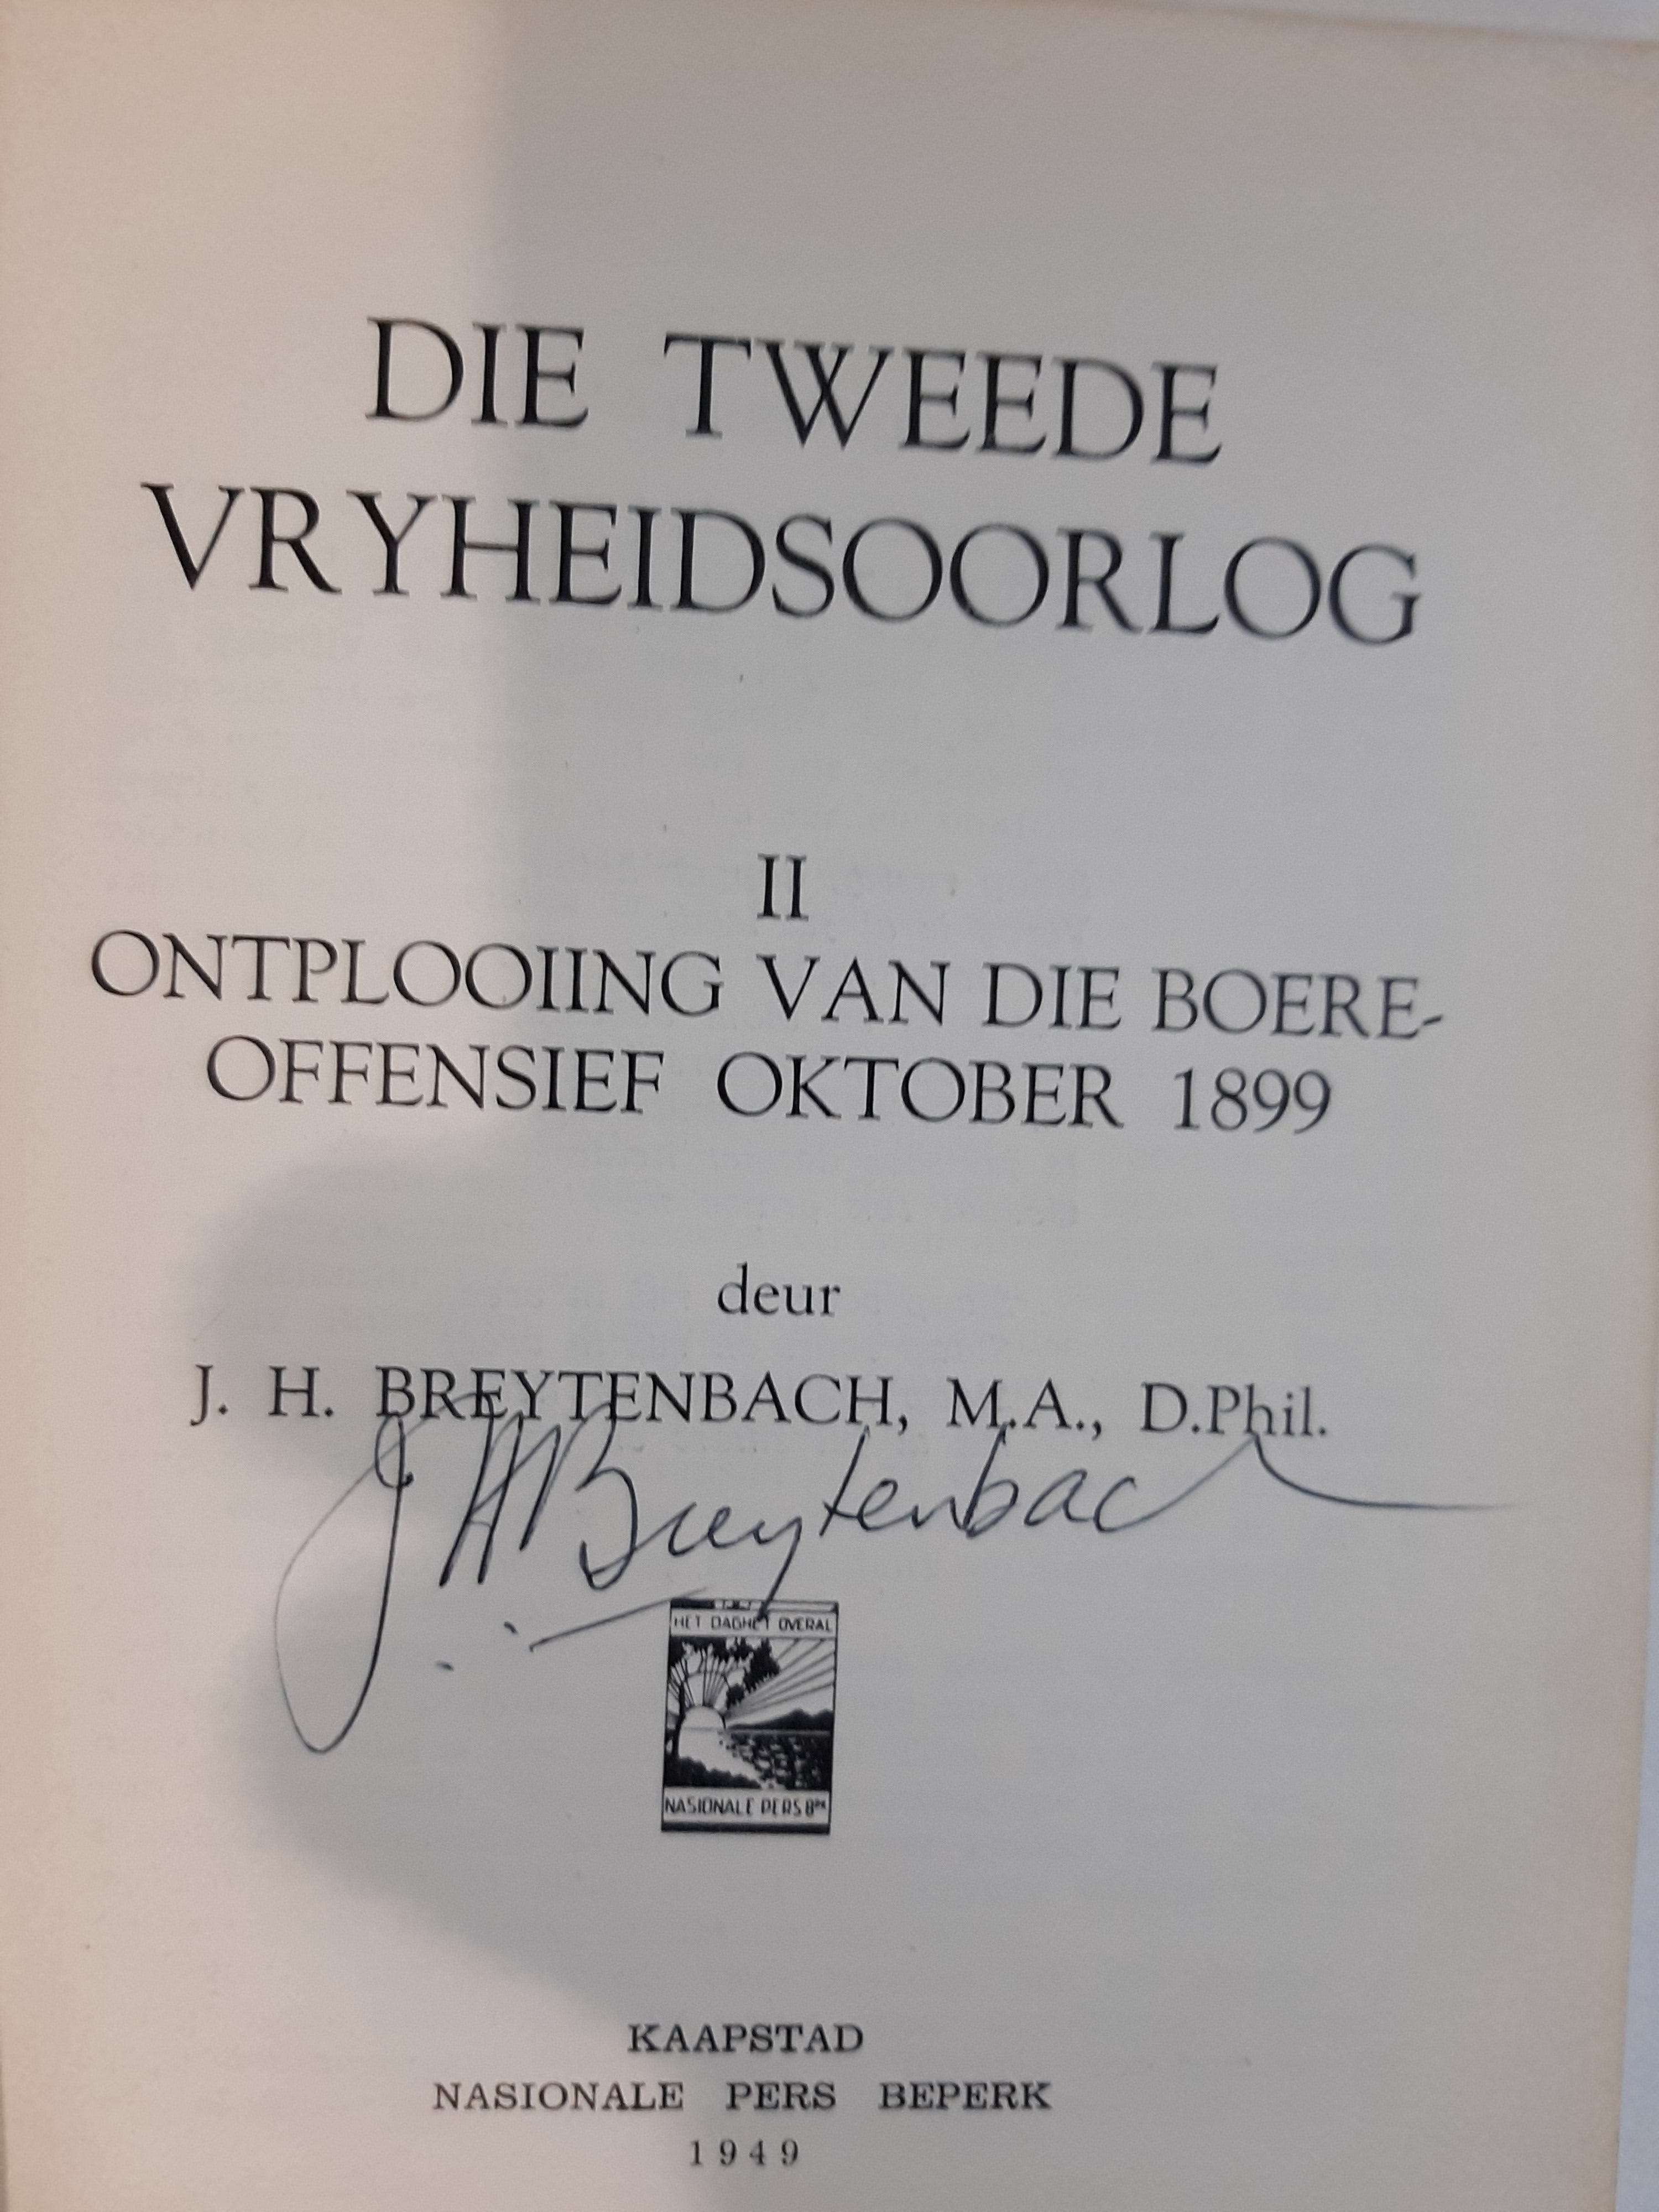 DIE TWEEDE
VRYHEIDSOORLOG
II
ONTPLOOIING VAN DIE BOERE-
OFFENSIEF OKTOBER 1899
deur
J. H. BREYTENBACH, M.A., D.Phil.
J H Breytenbach
HET DAGHET OVERAL
NASIONALE PERS BPK
KAAPSTAD
NASIONALE PERS BEPERK
1949